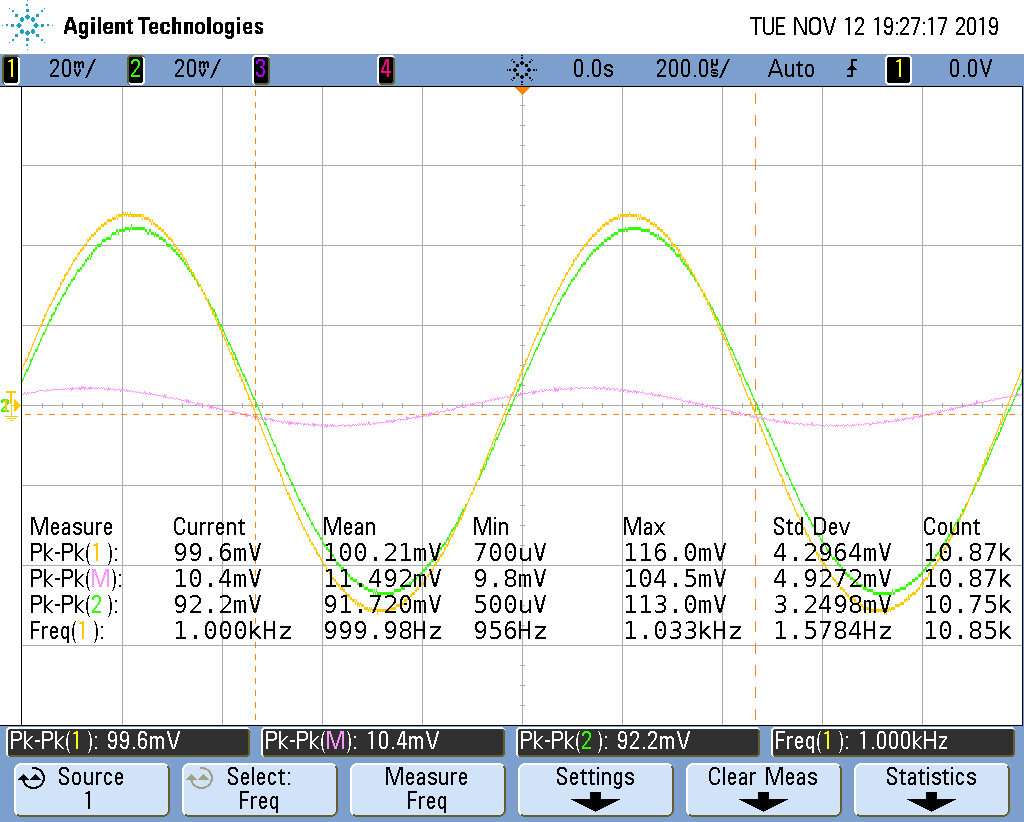 Agilent Technologies TUE NOV 12 19:27:17 2019
1 20mV/ 2 20mV/ 3 4 0.0s 200.0us/ Auto 1 0.0V
2
Measure Current Mean Min Max Std Dev Count
Pk-Pk(1): 99.6mV 100.21mV 700uV 116.0mV 4.2964mV 10.87k
Pk-Pk(M): 10.4mV 11.492mV 9.8mV 104.5mV 4.9272mV 10.87k
Pk-Pk(2): 92.2mV 91.720mV 500uV 113.0mV 3.2498mV 10.75k
Freq(1): 1.000kHz 999.98Hz 956Hz 1.033kHz 1.5784Hz 10.85k
Pk-Pk(1): 99.6mV Pk-Pk(M): 10.4mV Pk-Pk(2): 92.2mV Freq(1): 1.000kHz
Source Select: Measure Settings Clear Meas Statistics
1 Freq Freq